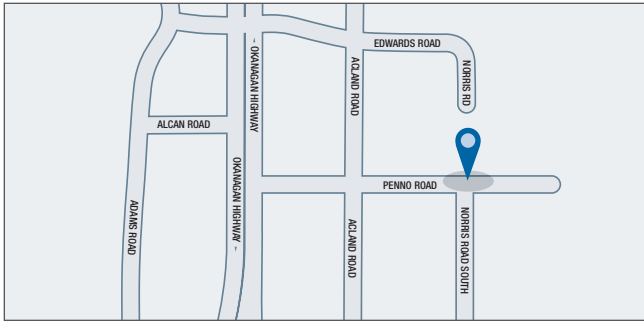 EDWARDS ROAD
NORRIS RD
OKANAGAN HIGHWAY
ACLAND ROAD
ALCAN ROAD
OKANAGAN HIGHWAY
PENNO ROAD
ADAMS ROAD
ACLAND ROAD
NORRIS ROAD SOUTH